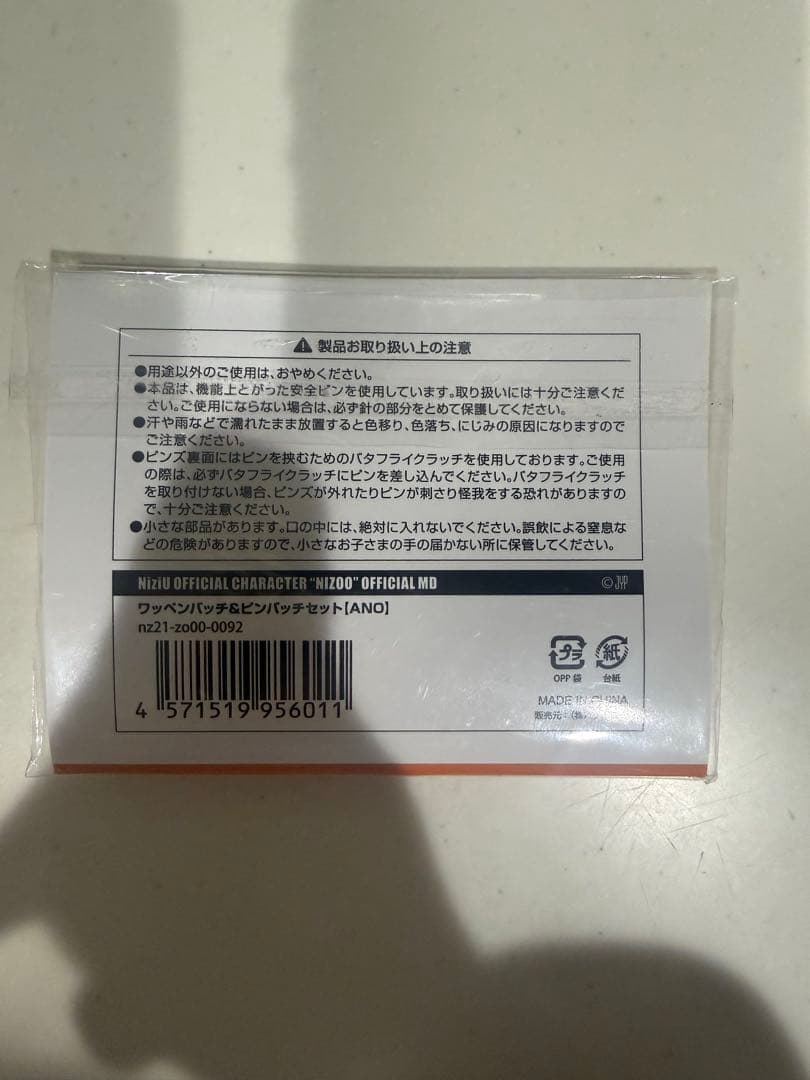 ⚠ 製品お取り扱い上の注意
●用途以外のご使用は、おやめください。
●本品は、機能上とがった安全ピンを使用しています。取り扱いには十分ご注意くだ
さい。ご使用にならない場合は、必ず針の部分をとめて保護してください。
●汗や雨などで濡れたまま放置すると色移り、色落ち、にじみの原因になりますので
ご注意ください。
●ピンズ裏面にはピンを挟むためのバタフライクラッチを使用しております。ご使用
の際は、必ずバタフライクラッチにピンを差し込んでください。バタフライクラッチ
を取り付けない場合、ピンズが外れたりピンが刺さり怪我をする恐れがありますの
で、十分ご注意ください。
●小さな部品があります。口の中には、絶対に入れないでください。誤飲による窒息な
どの危険がありますので、小さなお子さまの手の届かない所に保管してください。
NiziU OFFICIAL CHARACTER "NIZOO" OFFICIAL MD ©JYP
ワッペンバッチ&ピンバッチセット【ANO】
nz21-zo00-0092
4 571519 956011
プラ 紙
OPP 袋 台紙
MADE IN CHINA
販売元:(株)